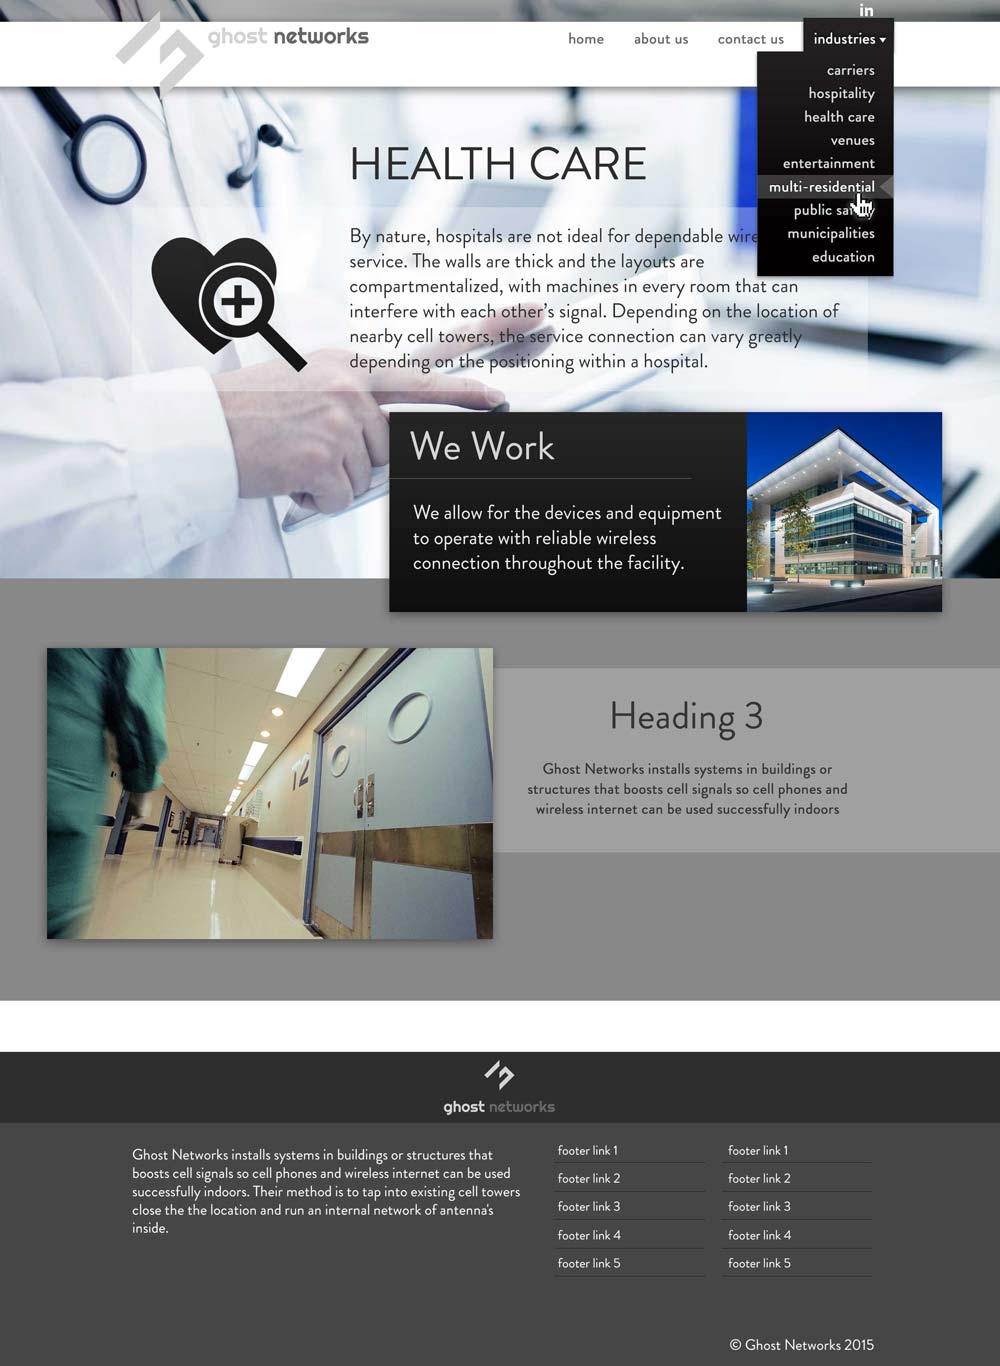 in
ghost networks
home about us contact us industries
carriers
hospitality
health care
venues
entertainment
multi-residential
public safety
municipalities
education
HEALTH CARE
By nature, hospitals are not ideal for dependable wire
service. The walls are thick and the layouts are
compartmentalized, with machines in every room that can
interfere with each other's signal. Depending on the location of
nearby cell towers, the service connection can vary greatly
depending on the positioning within a hospital.
We Work
We allow for the devices and equipment
to operate with reliable wireless
connection throughout the facility.
T2
Heading 3
Ghost Networks installs systems in buildings or
structures that boosts cell signals so cell phones and
wireless internet can be used successfully indoors
ghost networks
Ghost Networks installs systems in buildings or structures that
boosts cell signals so cell phones and wireless internet can be used
successfully indoors. Their method is to tap into existing cell towers
close the the location and run an internal network of antenna's
inside.
footer link 1
footer link 2
footer link 3
footer link 4
footer link 5
footer link 1
footer link 2
footer link 3
footer link 4
footer link 5
© Ghost Networks 2015